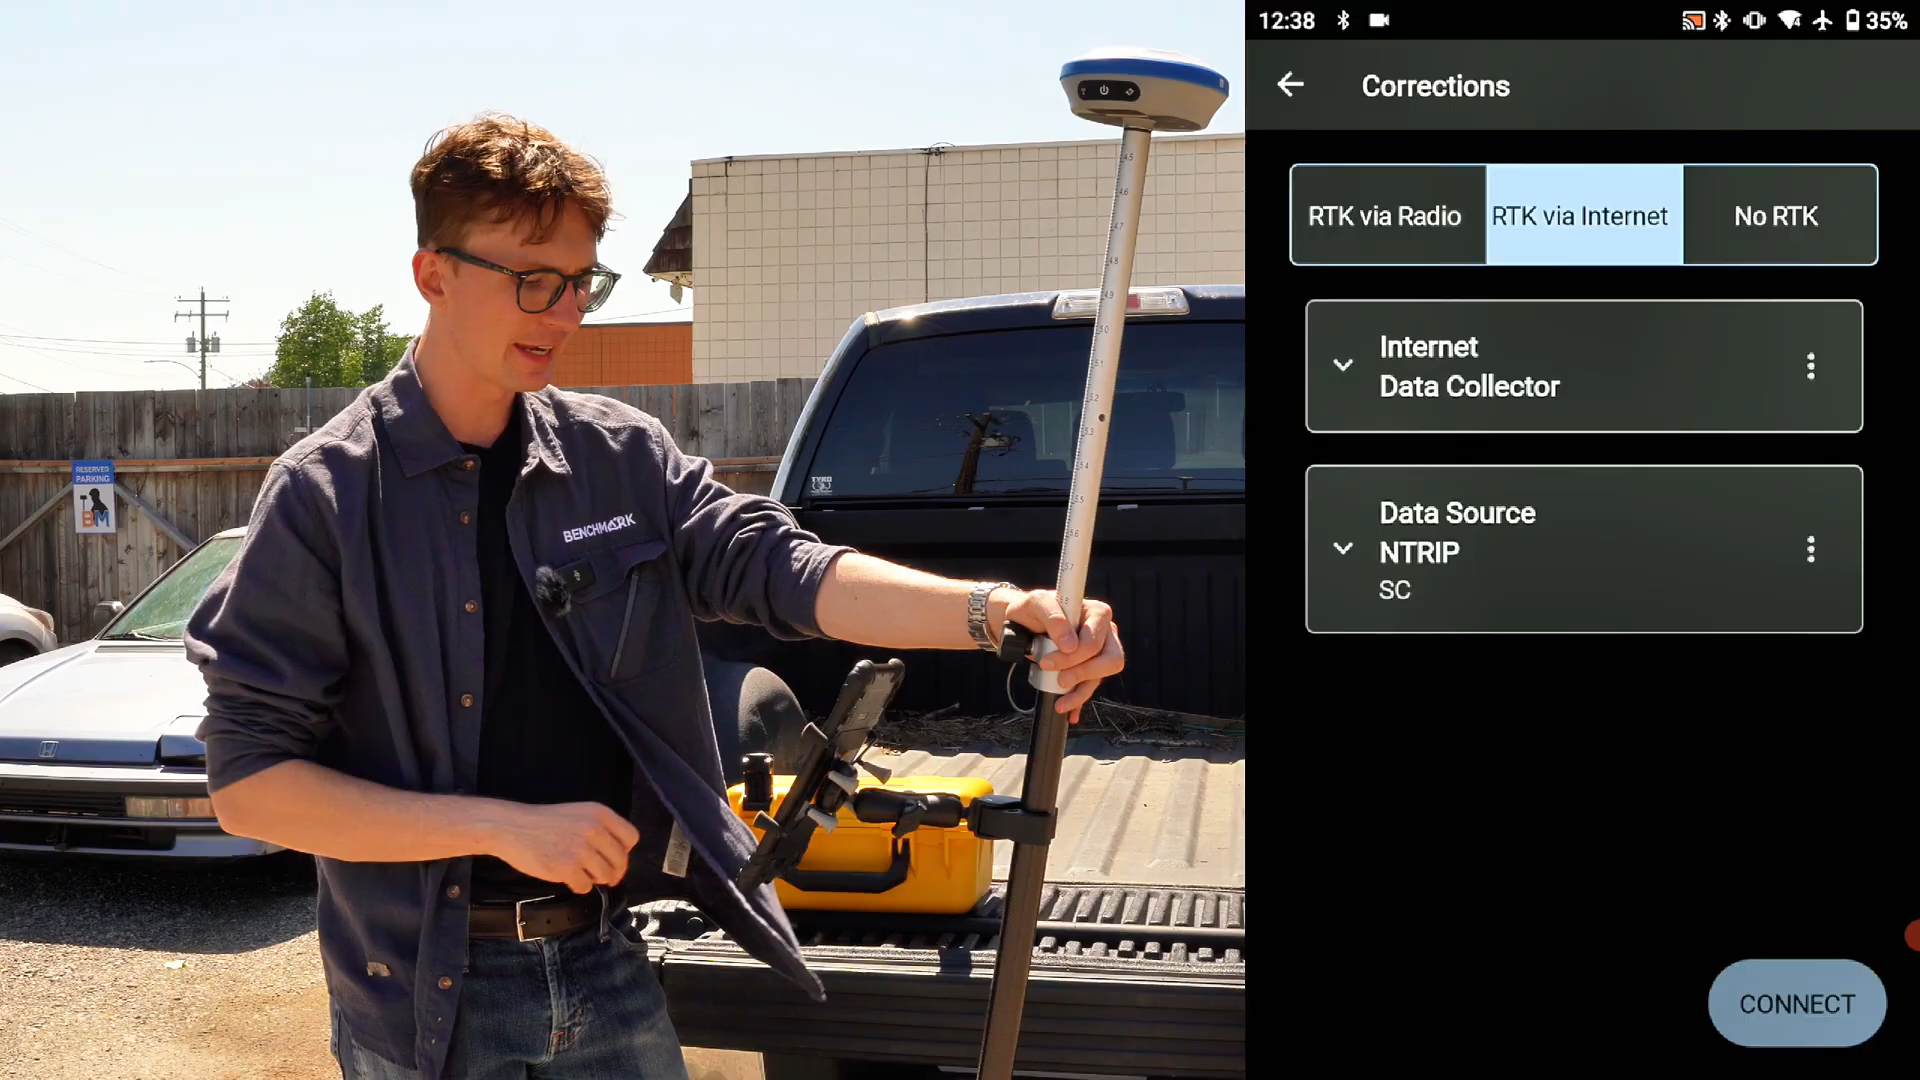 12:38
35%
Corrections
RTK via Radio
RTK via Internet
No RTK
Internet
Data Collector
Data Source
NTRIP
SC
CONNECT
RESERVED
PARKING
BM
BENCHMARK
TYKO